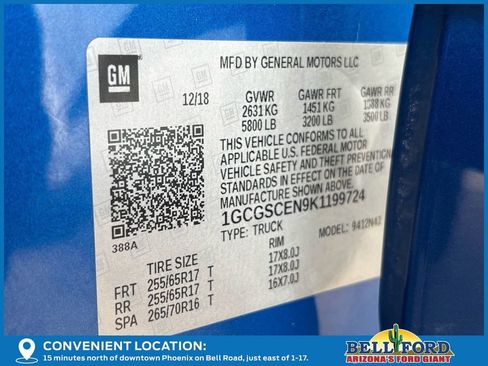 GM
MFD BY GENERAL MOTORS LLC
12/18 GVWR GAWR FRT GAWR RR
2631 KG 1451 KG 1588 KG
5800 LB 3200 LB 3500 LB
THIS VEHICLE CONFORMS TO ALL
APPLICABLE U.S. FEDERAL MOTOR
VEHICLE SAFETY AND THEFT PREVENTION
STANDARDS IN EFFECT ON THE DATE OF
MANUFACTURE SHOWN ABOVE.
1GCGSCEN9K1199724
TYPE: TRUCK MODEL:
388A
TIRE SIZE RIM
FRT 255/65R17 T 17X8.0J
RR 255/65R17 T 17X8.0J
SPA 265/70R16 T 16X7.0J
CONVENIENT LOCATION:
15 minutes north of downtown Phoenix on Bell Road, just east of 1-17.
BELL FORD
ARIZONA'S FORD GIANT